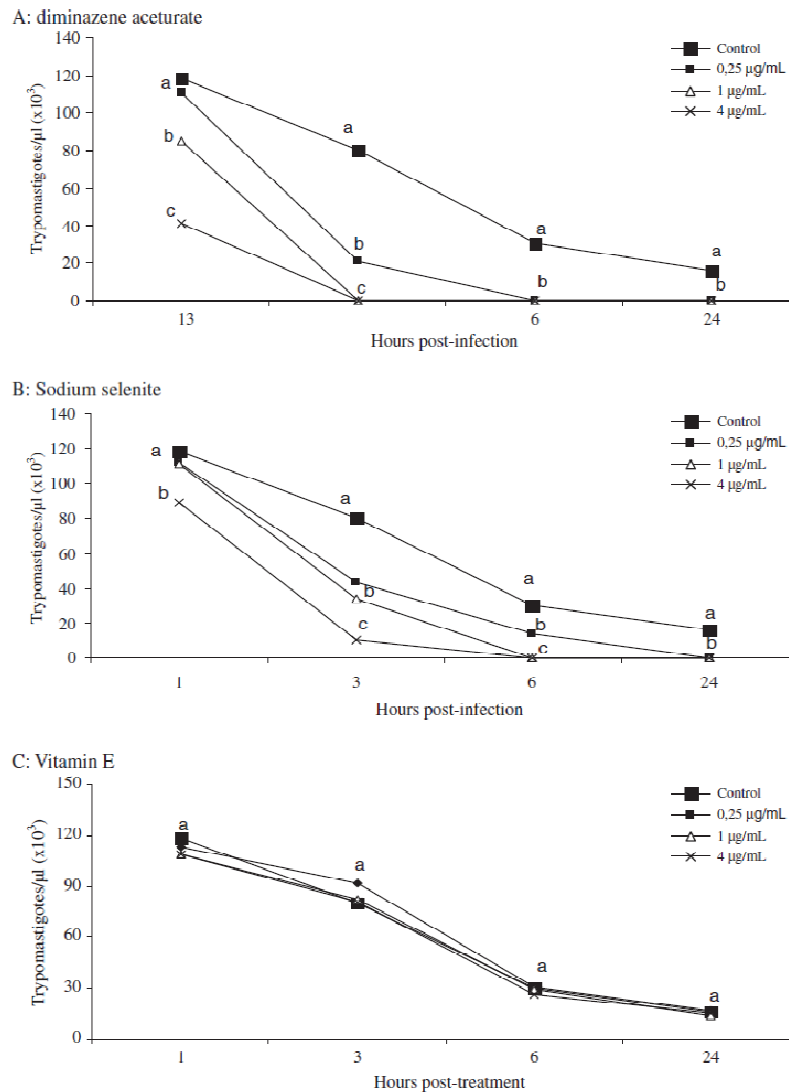 A: diminazene aceturate
140
120
100
80
60
40
20
0
Trypomastigotes/µl (x10³)
a
b
c
a
b
c
a
b
a
b
Control
0,25 µg/mL
1 µg/mL
4 µg/mL
13
6
24
Hours post-infection
B: Sodium selenite
140
120
100
80
60
40
20
0
Trypomastigotes/µl (x10³)
a
b
a
b
c
a
b
c
a
b
Control
0,25 µg/mL
1 µg/mL
4 µg/mL
1
3
6
24
Hours post-infection
C: Vitamin E
150
120
90
60
30
0
Trypomastigotes/µl (x10³)
a
a
a
a
Control
0,25 µg/mL
1 µg/mL
4 µg/mL
1
3
6
24
Hours post-treatment